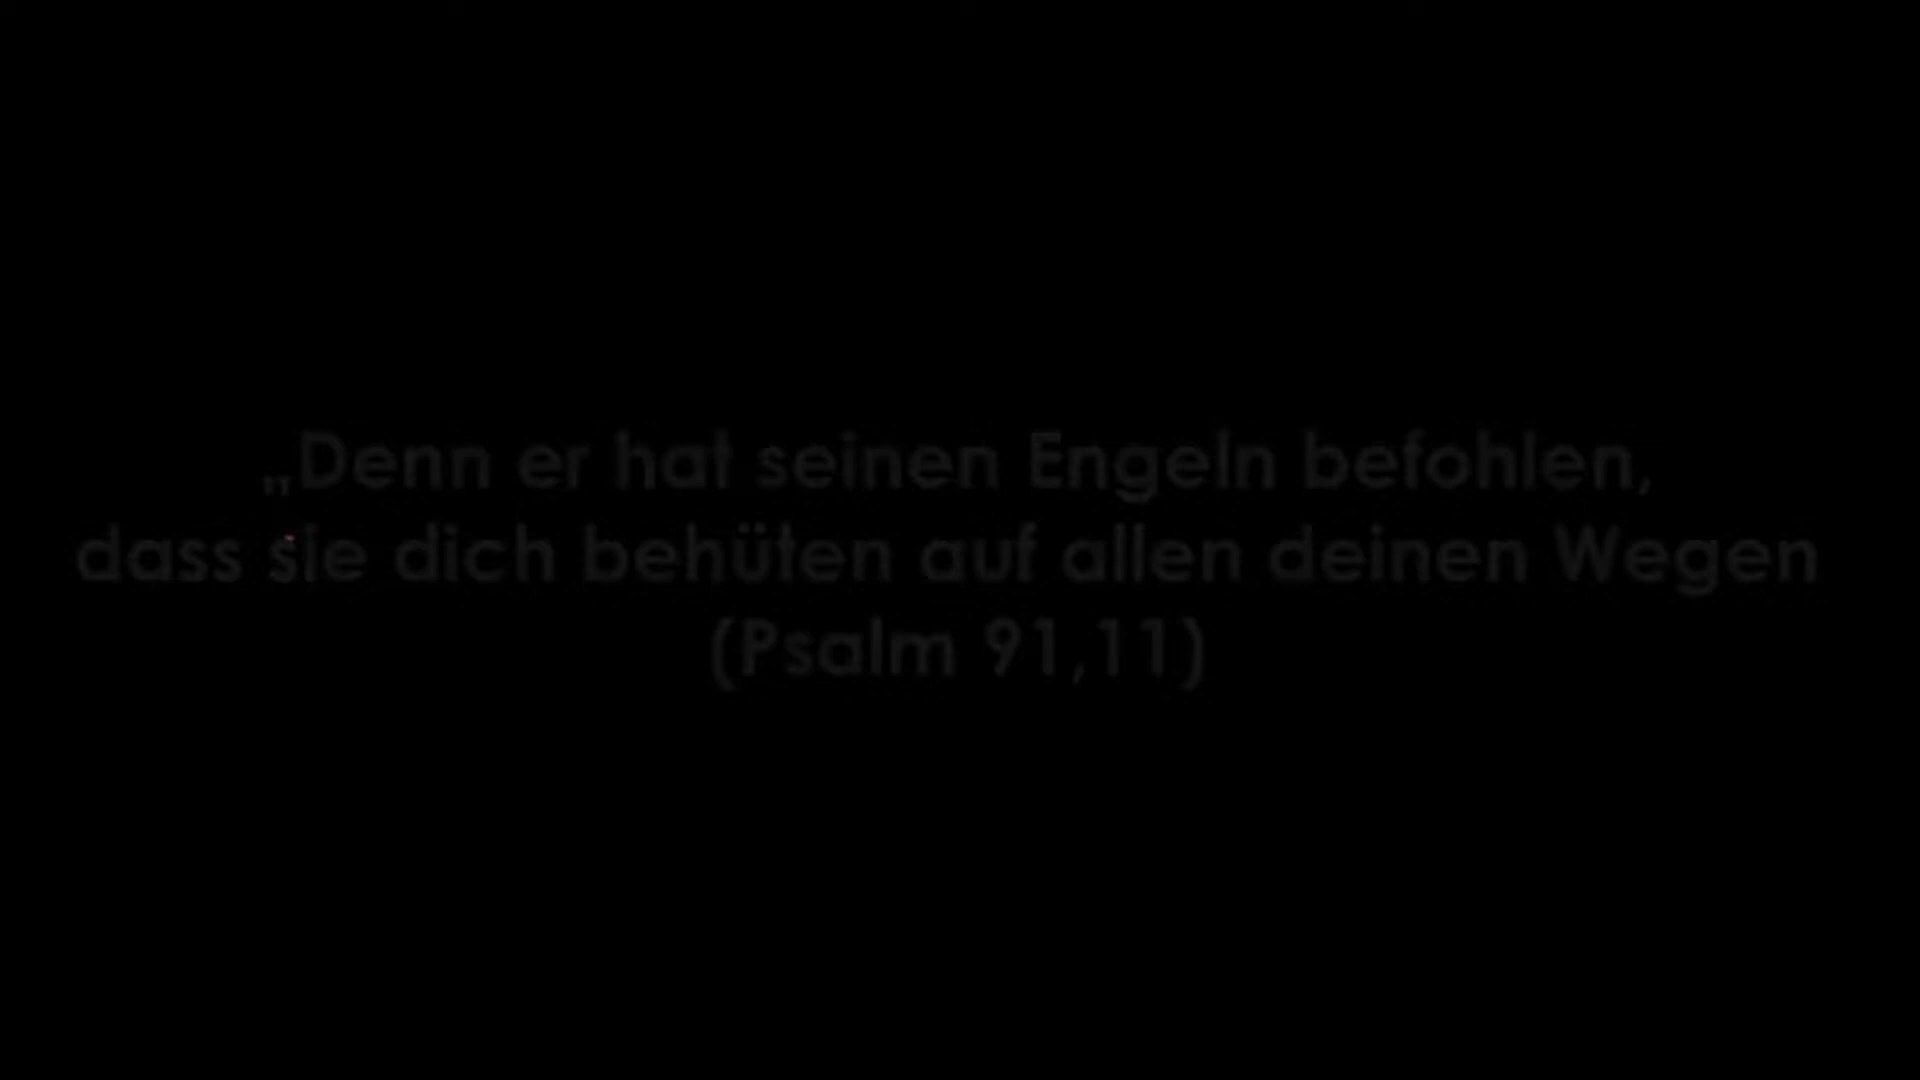 „Denn er hat seinen Engeln befohlen,
dass sie dich behüten auf allen deinen Wegen
(Psalm 91,11)